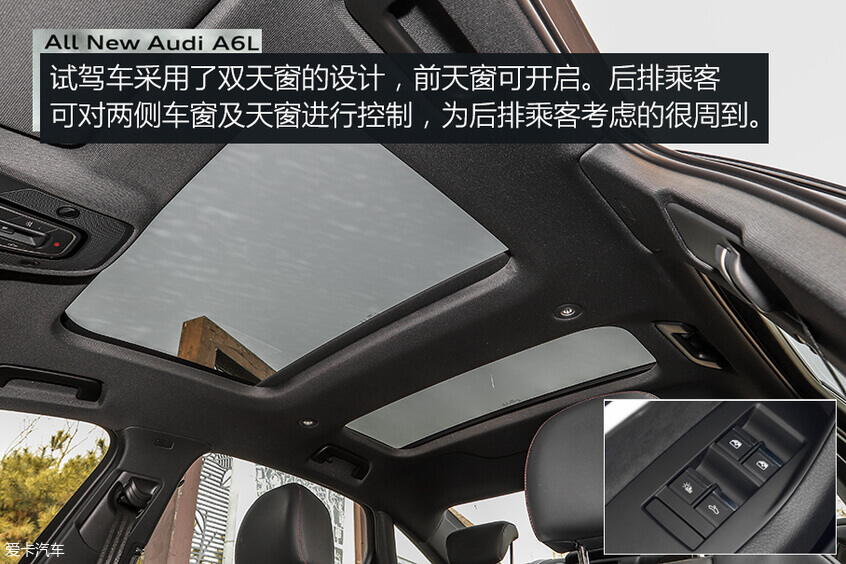 All New Audi A6L
试驾车采用了双天窗的设计，前天窗可开启。后排乘客
可对两侧车窗及天窗进行控制，为后排乘客考虑的很周到。
爱卡汽车